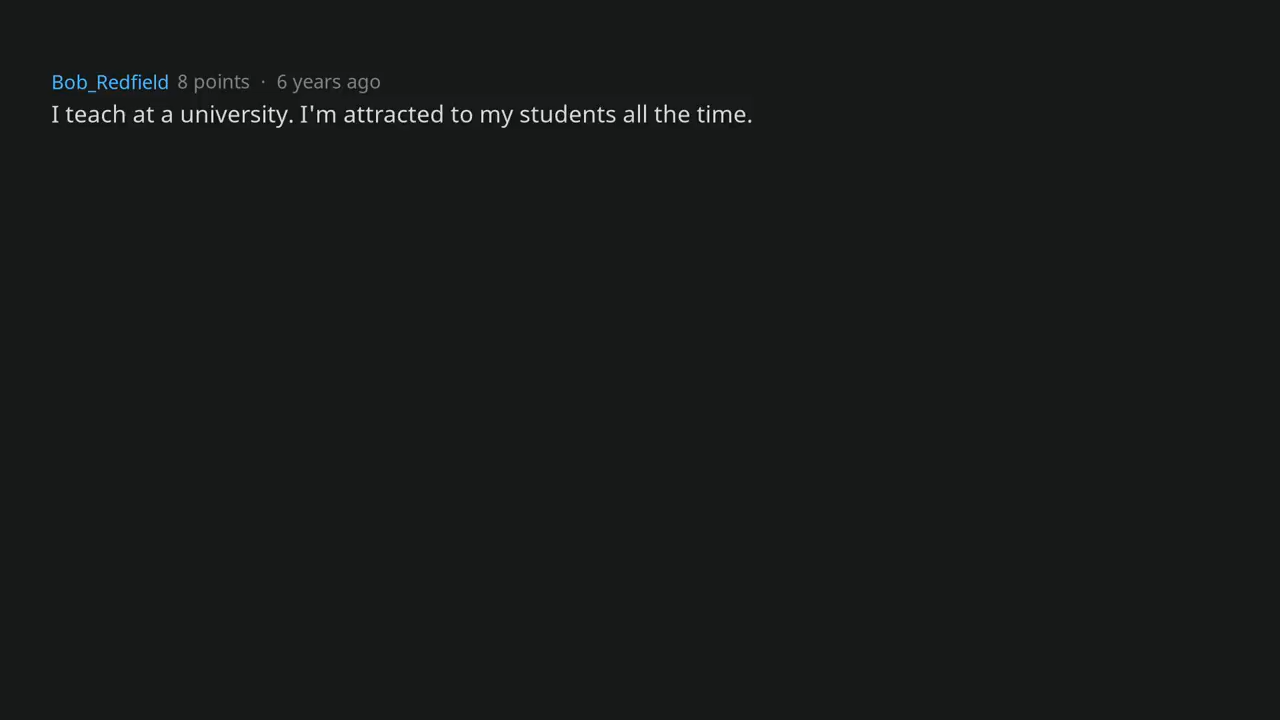 Bob_Redfield 8 points · 6 years ago
I teach at a university. I'm attracted to my students all the time.